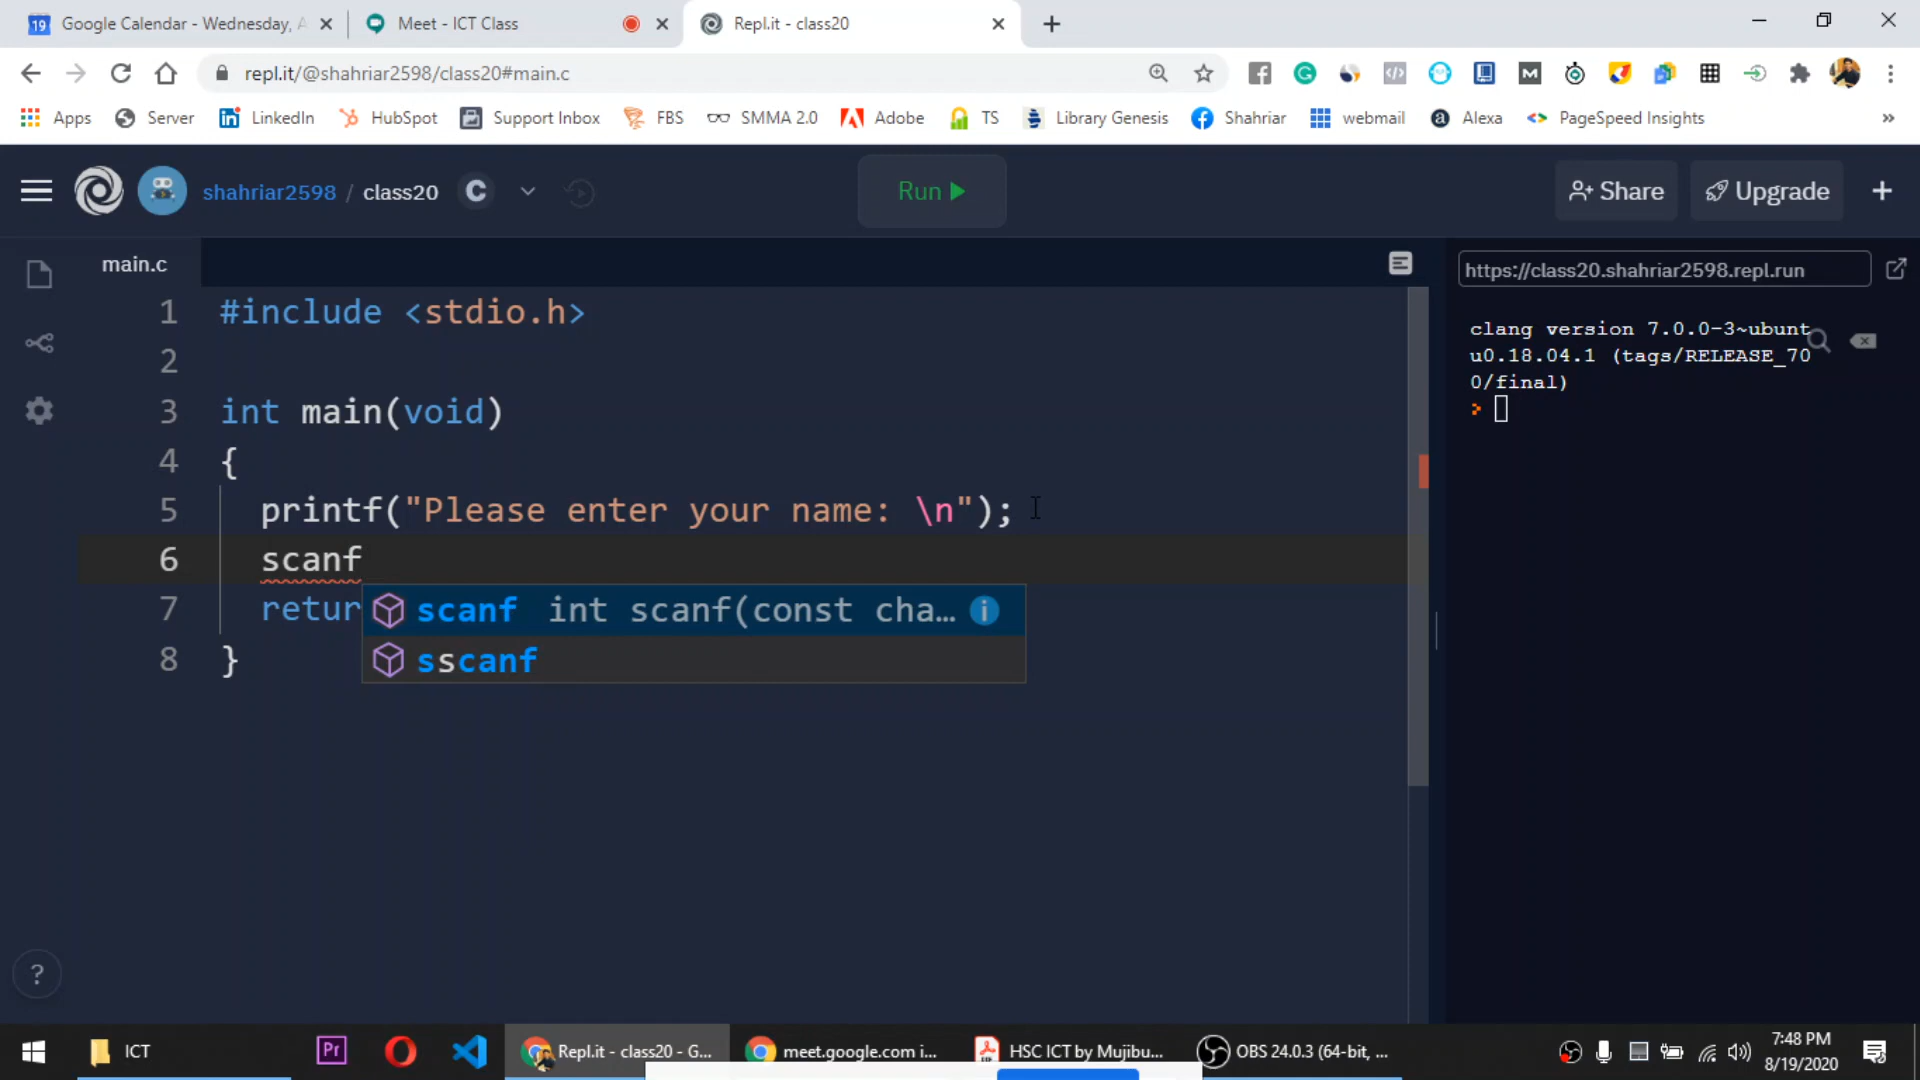 Google Calendar - Wednesday, A
Meet - ICT Class
Repl.it - class20
repl.it/@shahriar2598/class20#main.c
Apps
Server
LinkedIn
HubSpot
Support Inbox
FBS
SMMA 2.0
Adobe
TS
Library Genesis
Shahriar
webmail
Alexa
PageSpeed Insights
»
shahriar2598 / class20
C
Run
Share
Upgrade
main.c
https://class20.shahriar2598.repl.run
1 #include <stdio.h>
2
3 int main(void)
4 {
5 printf("Please enter your name: \n");
6 scanf
7 retur
8 }
scanf int scanf(const cha...
sscanf
clang version 7.0.0-3~ubunt
u0.18.04.1 (tags/RELEASE_70
0/final)
>
?
ICT
Pr
Repl.it - class20 - G...
meet.google.com i...
HSC ICT by Mujibu...
OBS 24.0.3 (64-bit, ...
7:48 PM
8/19/2020